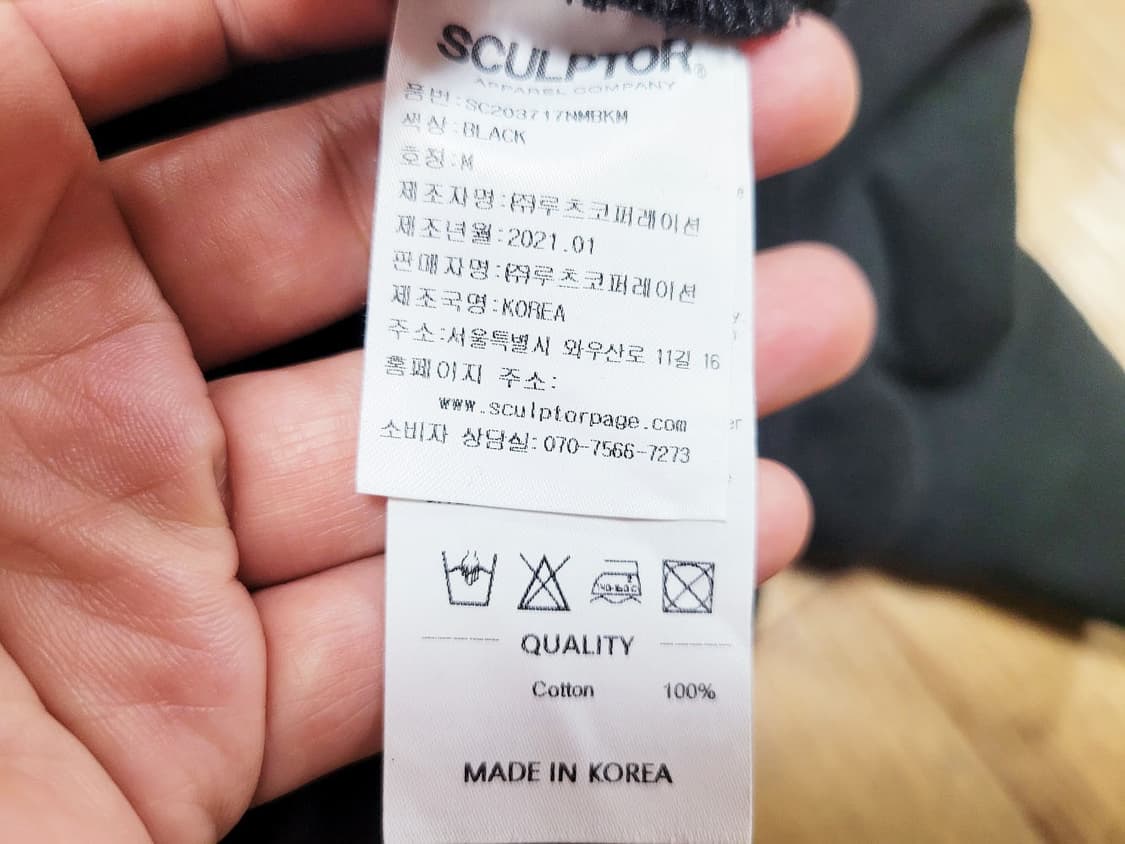 SCULPTOR®
APPAREL COMPANY
품번:SC203717NMBKM
색상:BLACK
호칭:M
제조자명:㈜루츠코퍼레이션
제조년월:2021.01
판매자명:㈜루츠코퍼레이션
제조국명:KOREA
주소:서울특별시 와우산로 11길 16
홈페이지 주소:
www.sculptorpage.com
소비자 상담실:070-7566-7273
QUALITY
Cotton 100%
MADE IN KOREA